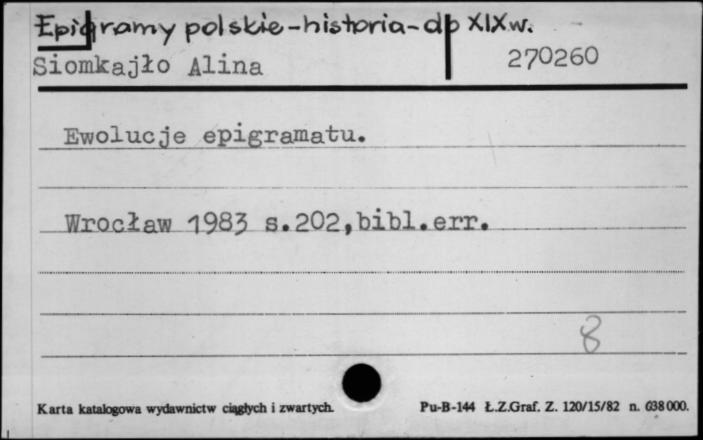 Epigramy polskie-historia-do XIXw.
Siomkajło Alina 270260
Ewolucje epigramatu.
Wrocław 1983 s.202,bibl.err.
8
Karta katalogowa wydawnictw ciągłych i zwartych. Pu-B-144 Ł.Z.Graf. Z. 120/15/82 n. 638000.